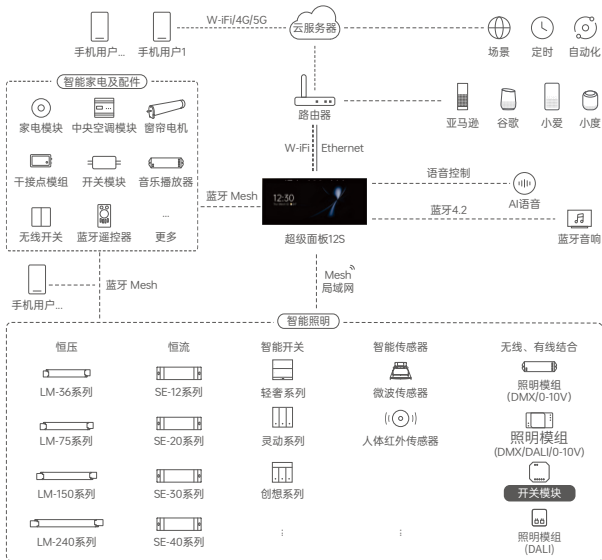 W-iFi/4G/5G
云服务器
手机用户... 手机用户1
场景 定时 自动化
智能家电及配件
家电模块 中央空调模块 窗帘电机
路由器
亚马逊 谷歌 小爱 小度
W-iFi Ethernet
干接点模组 开关模块 音乐播放器
语音控制
12:30
AI语音
蓝牙 Mesh
蓝牙4.2
无线开关 蓝牙遥控器 ... 更多
超级面板12S
蓝牙音响
蓝牙 Mesh
Mesh
局域网
手机用户...
智能照明
恒压 恒流 智能开关 智能传感器 无线、有线结合
LM-36系列 SE-12系列 轻奢系列 微波传感器 照明模组
(DMX/0-10V)
LM-75系列 SE-20系列 灵动系列 人体红外传感器 照明模组
(DMX/DALI/0-10V)
LM-150系列 SE-30系列 创想系列 开关模块
LM-240系列 SE-40系列 照明模组
(DALI)